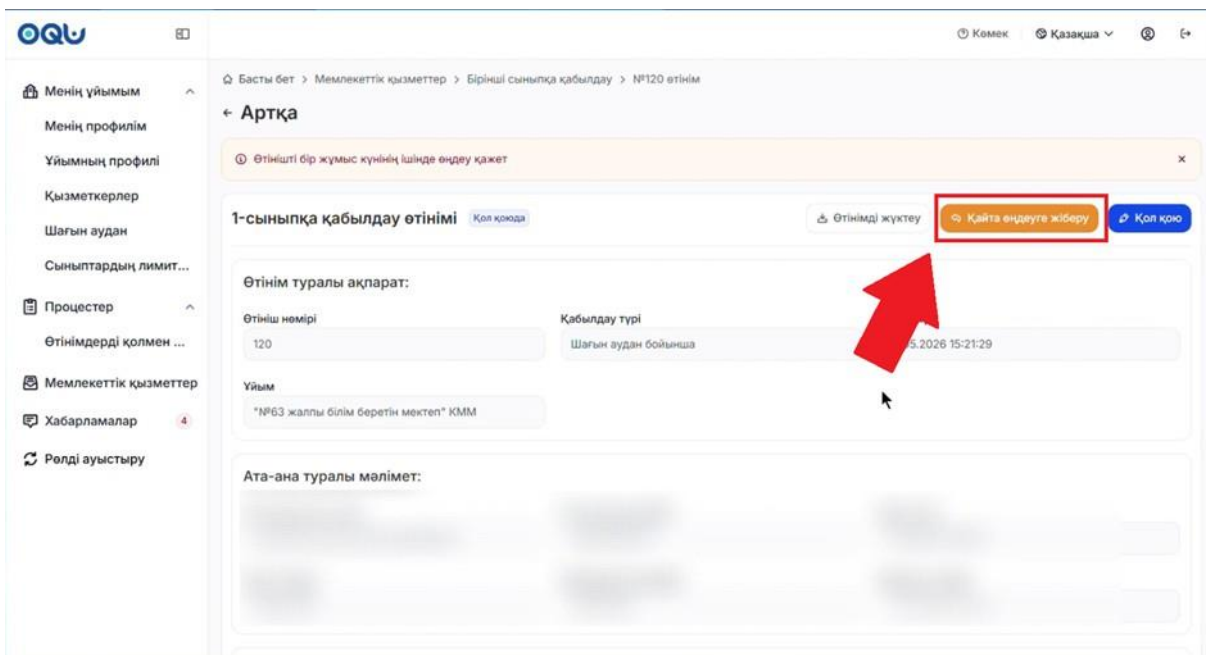 OQU
Көмек
Қазақша
Менің ұйымым
Менің профилім
Ұйымның профилі
Қызметкерлер
Шағын аудан
Сыныптардың лимит...
Процестер
Өтінімдерді қолмен ...
Мемлекеттік қызметтер
Хабарламалар 4
Рөлді ауыстыру
Басты бет > Мемлекеттік қызметтер > Бірінші сыныпқа қабылдау > №120 өтінім
← Артқа
Өтінішті бір жұмыс күнінің ішінде өңдеу қажет
1-сыныпқа қабылдау өтінімі Қол қоюда
Өтінімді жүктеу
Қайта өңдеуге жіберу
Қол қою
Өтінім туралы ақпарат:
Өтініш нөмірі
Қабылдау түрі
120
Шағын аудан бойынша
5.2026 15:21:29
Ұйым
"№63 жалпы білім беретін мектеп" КММ
Ата-ана туралы мәлімет: